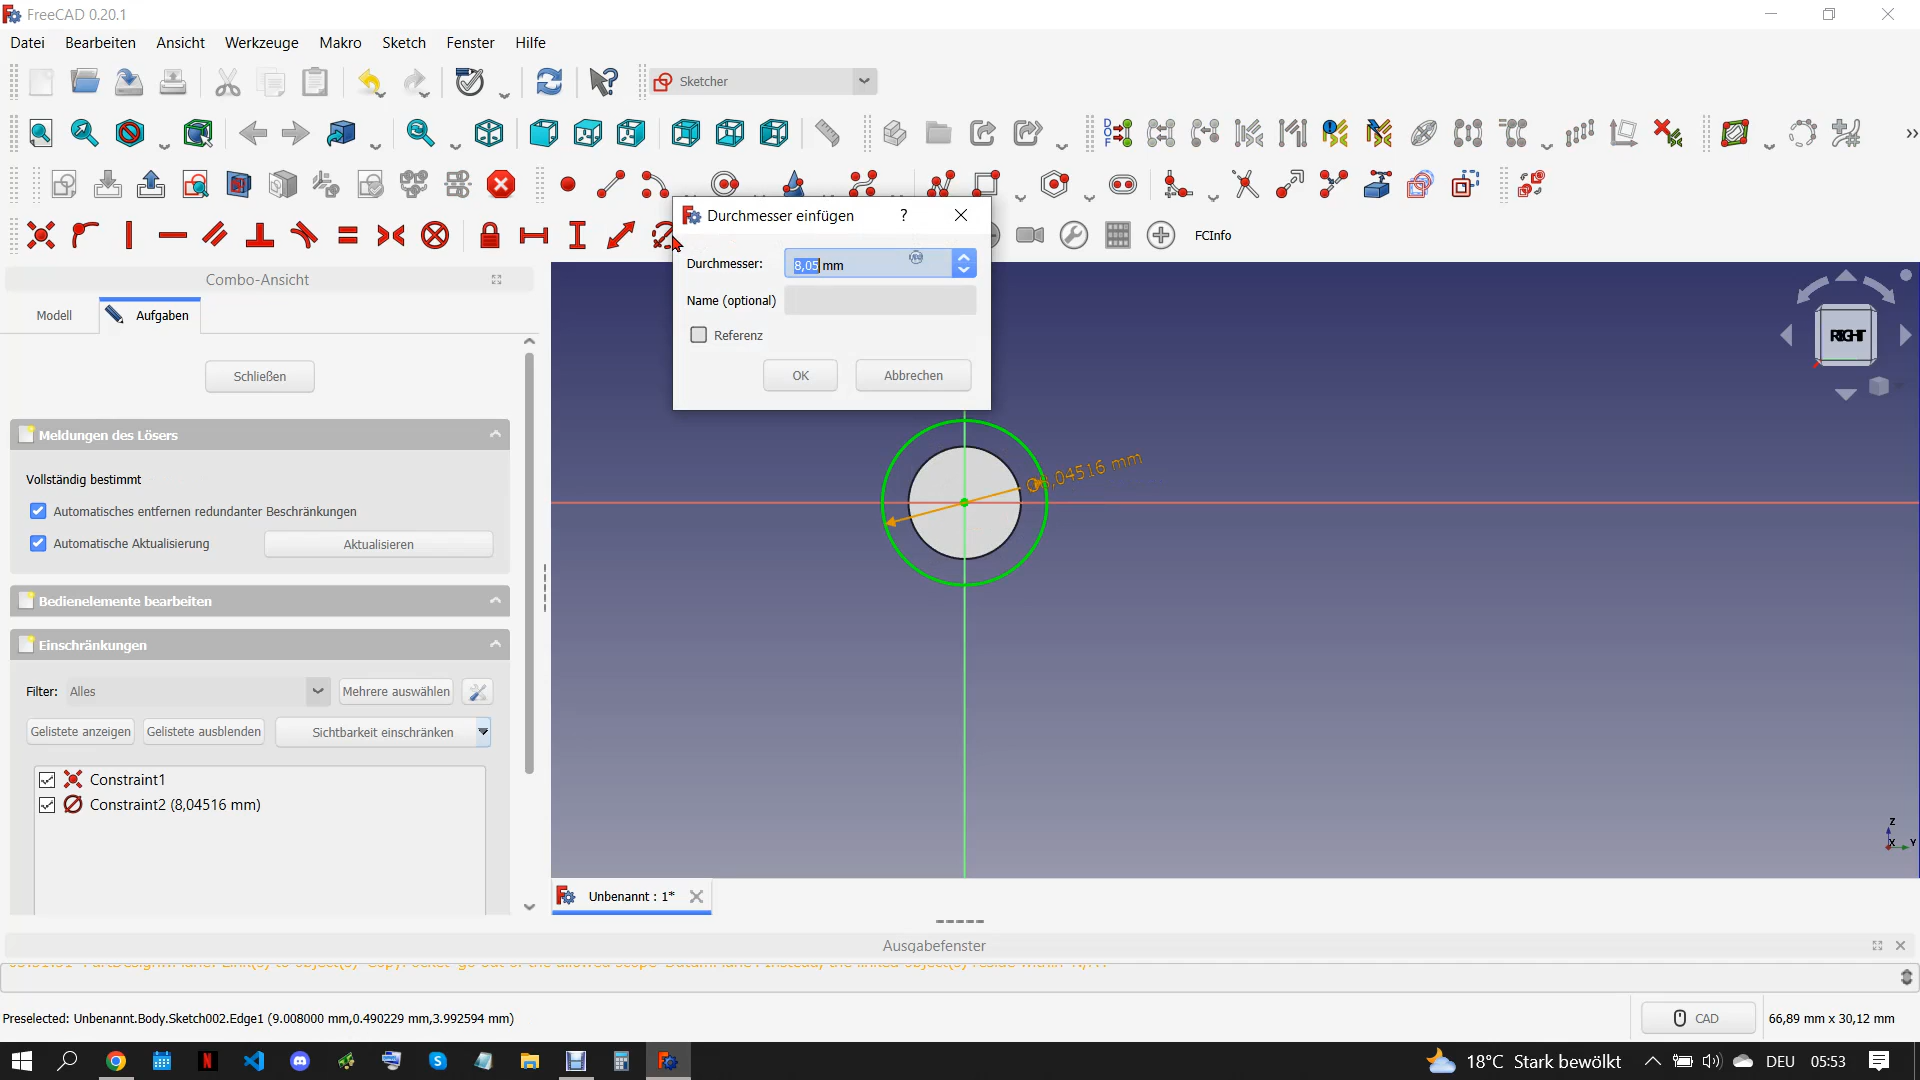 FreeCAD 0.20.1
Datei Bearbeiten Ansicht Werkzeuge Makro Sketch Fenster Hilfe
Sketcher
DOF
Durchmesser einfügen ?
FCInfo
Durchmesser: 8,05 mm
Name (optional)
Referenz
OK Abbrechen
Combo-Ansicht
Modell Aufgaben
Schließen
RIGHT
Meldungen des Lösers
Vollständig bestimmt
Automatisches entfernen redundanter Beschränkungen
Automatische Aktualisierung Aktualisieren
,04516 mm
Bedienelemente bearbeiten
Einschränkungen
Filter: Alles Mehrere auswählen
Gelistete anzeigen Gelistete ausblenden Sichtbarkeit einschränken
Constraint1
Constraint2 (8,04516 mm)
Z
X Y
Unbenannt : 1*
Ausgabefenster
Preselected: Unbenannt.Body.Sketch002.Edge1 (9.008000 mm,0.490229 mm,3.992594 mm)
CAD 66,89 mm x 30,12 mm
18°C Stark bewölkt DEU 05:53